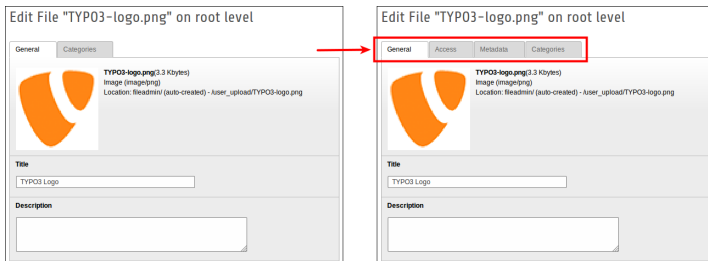 Edit File "TYPO3-logo.png" on root level
General Categories
TYPO3-logo.png(3.3 Kbytes)
Image (image/png)
Location: fileadmin/ (auto-created) - /user_upload/TYPO3-logo.png
Title
TYPO3 Logo
Description
Edit File "TYPO3-logo.png" on root level
General Access Metadata Categories
TYPO3-logo.png(3.3 Kbytes)
Image (image/png)
Location: fileadmin/ (auto-created) - /user_upload/TYPO3-logo.png
Title
TYPO3 Logo
Description